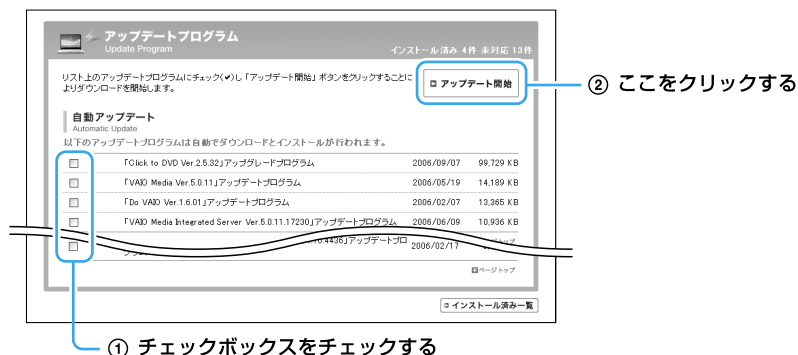 アップデートプログラム
Update Program
インストール済み 4件 未対応 13件
リスト上のアップデートプログラムにチェック(✔)し「アップデート開始」ボタンをクリックすることに
よりダウンロードを開始します。
アップデート開始
② ここをクリックする
自動アップデート
Automatic Update
以下のアップデートプログラムは自動でダウンロードとインストールが行われます。
「Click to DVD Ver.2.5.32」アップグレードプログラム 2006/09/07 99,729 KB
「VAIO Media Ver.5.0.11」アップデートプログラム 2006/05/19 14,189 KB
「Do VAIO Ver.1.6.01」アップデートプログラム 2006/02/07 13,365 KB
「VAIO Media Integrated Server Ver.5.0.11.17230」アップデートプログラム 2006/06/09 10,936 KB
4436」アップデートプロ 2006/02/17
ページトップ
インストール済み一覧
① チェックボックスをチェックする